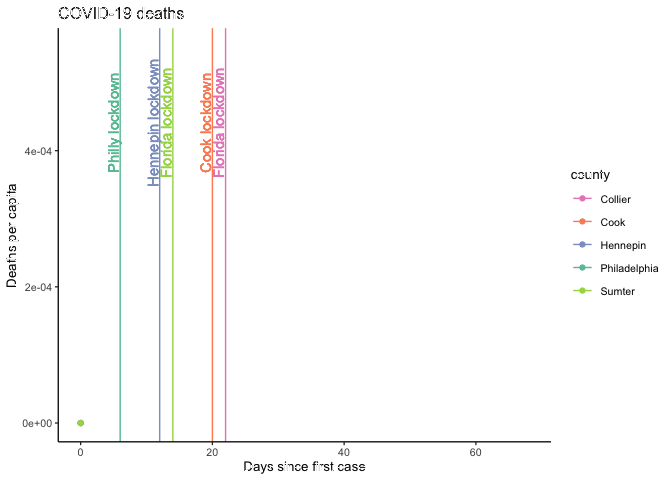 COVID-19 deaths
Philly lockdown
Hennepin lockdown
Florida lockdown
Cook lockdown
Florida lockdown
Deaths per capita
4e-04
2e-04
0e+00
0
20
40
60
Days since first case
county
Collier
Cook
Hennepin
Philadelphia
Sumter